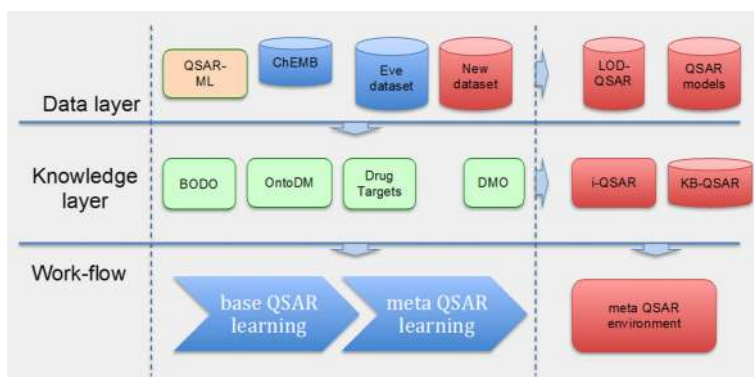 QSAR-
ML
ChEMB
Eve
dataset
New
dataset
LOD-
QSAR
QSAR
models
Data layer
Knowledge
layer
BODO
OntoDM
Drug
Targets
DMO
i-QSAR
KB-QSAR
Work-flow
base QSAR
learning
meta QSAR
learning
meta QSAR
environment